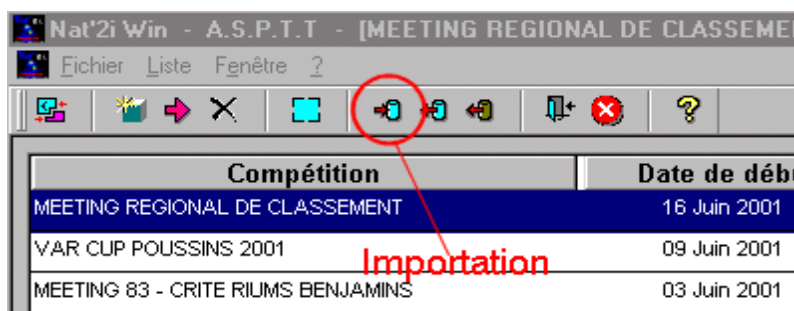 Nat'2i Win - A.S.P.T.T - [MEETING REGIONAL DE CLASSEME
Fichier Liste Fenêtre ?
Compétition Date de débu
MEETING REGIONAL DE CLASSEMENT 16 Juin 2001
VAR CUP POUSSINS 2001 09 Juin 2001
Importation
MEETING 83 - CRITE RIUMS BENJAMINS 03 Juin 2001